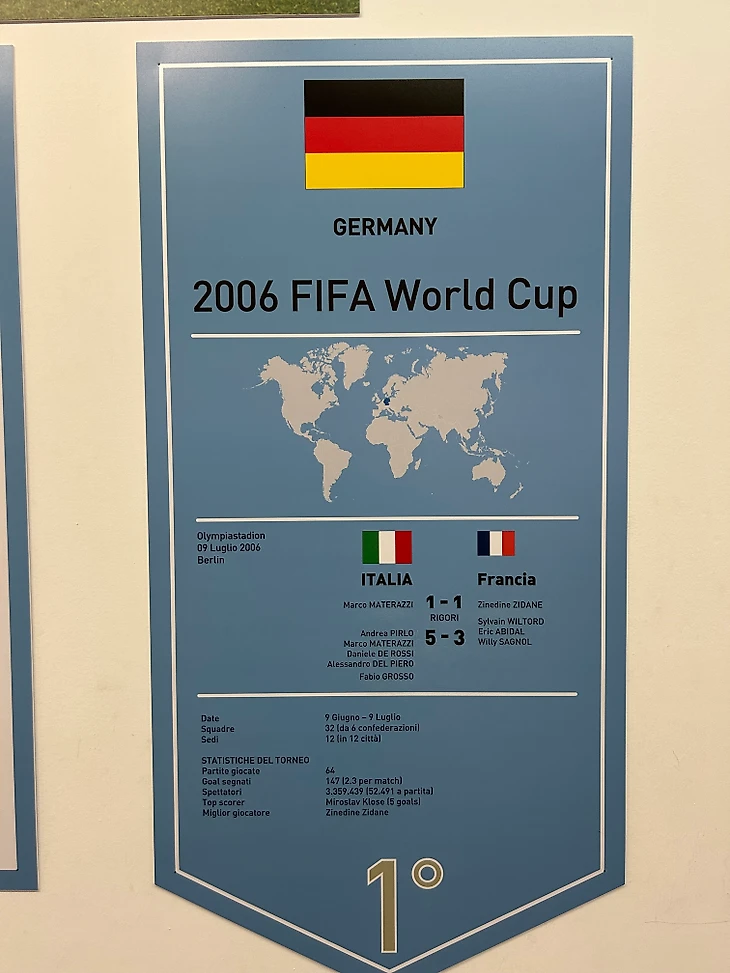 GERMANY
2006 FIFA World Cup
Olympiastadion
09 Luglio 2006
Berlin
ITALIA
Francia
Marco MATERAZZI 1 - 1 Zinedine ZIDANE
RIGORI
5 - 3
Andrea PIRLO
Marco MATERAZZI
Daniele DE ROSSI
Alessandro DEL PIERO
Fabio GROSSO
Sylvain WILTORD
Eric ABIDAL
Willy SAGNOL
Date 9 Giugno – 9 Luglio
Squadre 32 (da 6 confederazioni)
Sedi 12 (in 12 città)
STATISTICHE DEL TORNEO
Partite giocate 64
Goal segnati 147 (2.3 per match)
Spettatori 3.359.439 (52.491 a partita)
Top scorer Miroslav Klose (5 goals)
Miglior giocatore Zinedine Zidane
1°